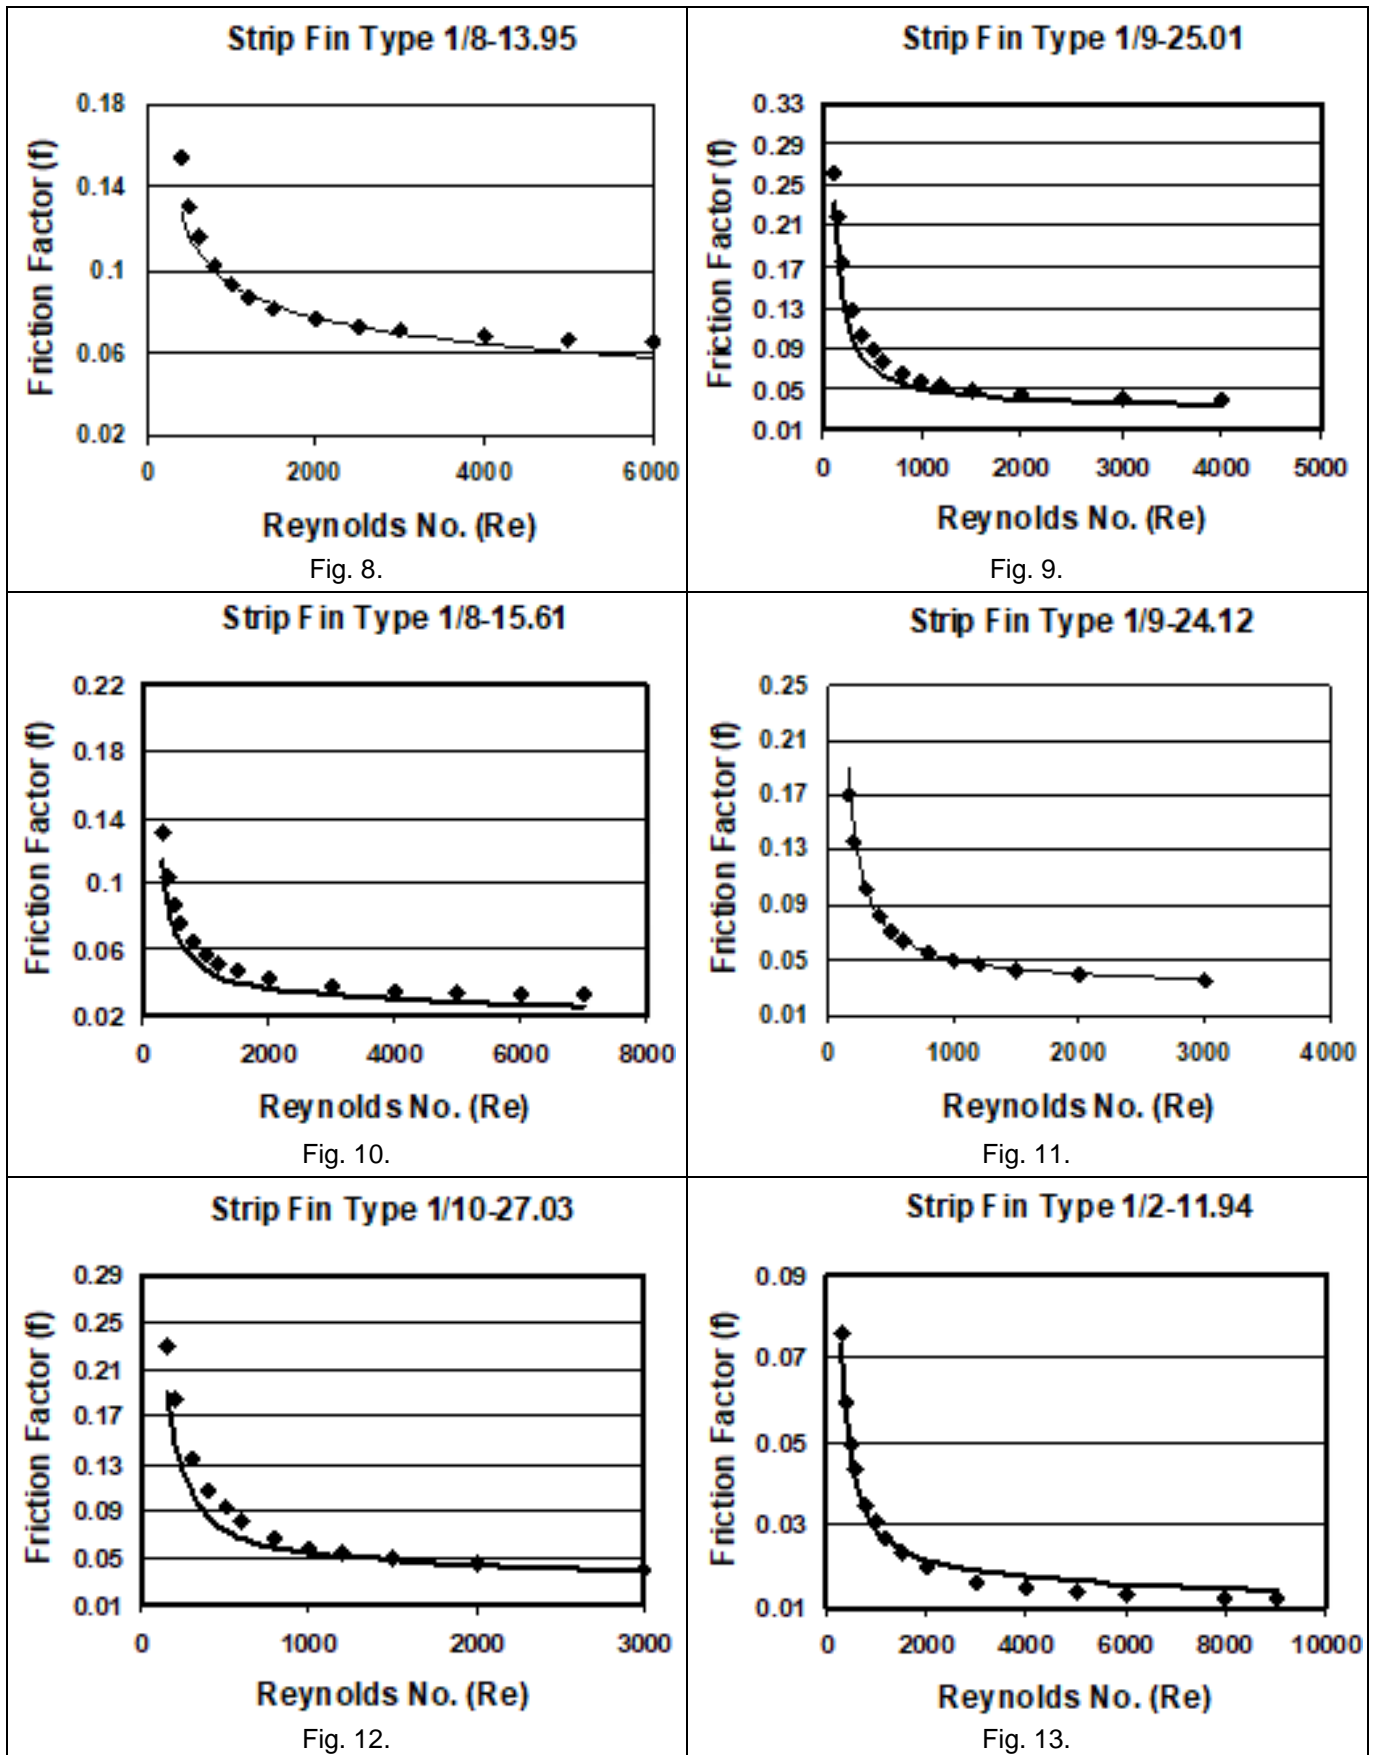 Strip Fin Type 1/8-13.95
0.18
0.14
0.1
0.06
0.02
Friction Factor (f)
0 2000 4000 6000
Reynolds No. (Re)
Fig. 8.
Strip Fin Type 1/9-25.01
0.33
0.29
0.25
0.21
0.17
0.13
0.09
0.05
0.01
Friction Factor (f)
0 1000 2000 3000 4000 5000
Reynolds No. (Re)
Fig. 9.
Strip Fin Type 1/8-15.61
0.22
0.18
0.14
0.1
0.06
0.02
Friction Factor (f)
0 2000 4000 6000 8000
Reynolds No. (Re)
Fig. 10.
Strip Fin Type 1/9-24.12
0.25
0.21
0.17
0.13
0.09
0.05
0.01
Friction Factor (f)
0 1000 2000 3000 4000
Reynolds No. (Re)
Fig. 11.
Strip Fin Type 1/10-27.03
0.29
0.25
0.21
0.17
0.13
0.09
0.05
0.01
Friction Factor (f)
0 1000 2000 3000
Reynolds No. (Re)
Fig. 12.
Strip Fin Type 1/2-11.94
0.09
0.07
0.05
0.03
0.01
Friction Factor (f)
0 2000 4000 6000 8000 10000
Reynolds No. (Re)
Fig. 13.